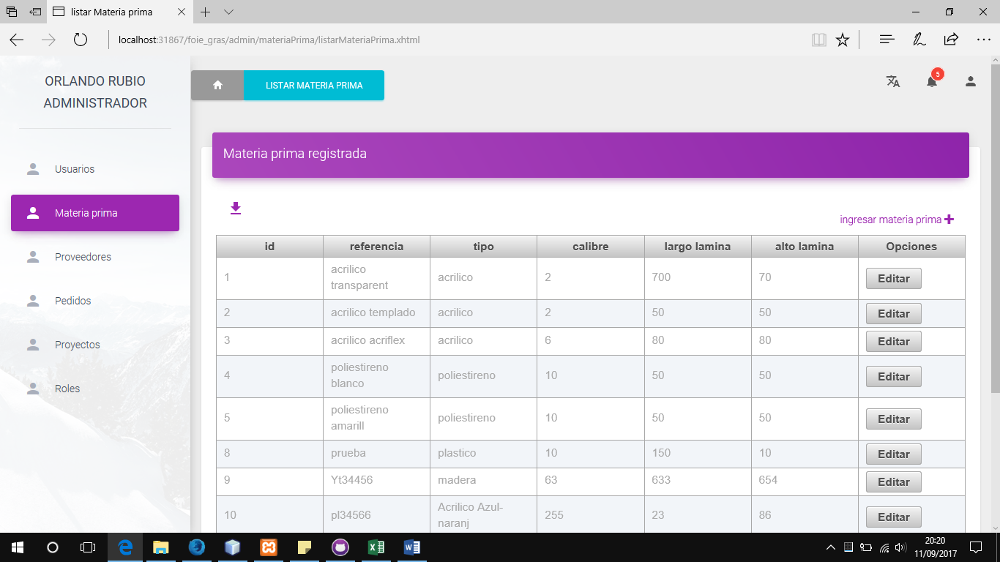 listar Materia prima
localhost:31867/foie_gras/admin/materiaPrima/listarMateriaPrima.xhtml
ORLANDO RUBIO
ADMINISTRADOR
Usuarios
Materia prima
Proveedores
Pedidos
Proyectos
Roles
LISTAR MATERIA PRIMA
5
Materia prima registrada
ingresar materia prima
id referencia tipo calibre largo lamina alto lamina Opciones
1 acrilico transparent acrilico 2 700 70 Editar
2 acrilico templado acrilico 2 50 50 Editar
3 acrilico acriflex acrilico 6 80 80 Editar
4 poliestireno blanco poliestireno 10 50 50 Editar
5 poliestireno amarill poliestireno 10 50 50 Editar
8 prueba plastico 10 150 10 Editar
9 Yt34456 madera 63 633 654 Editar
10 pl34566 Acrilico Azul-naranj 255 23 86 Editar
20:20
11/09/2017